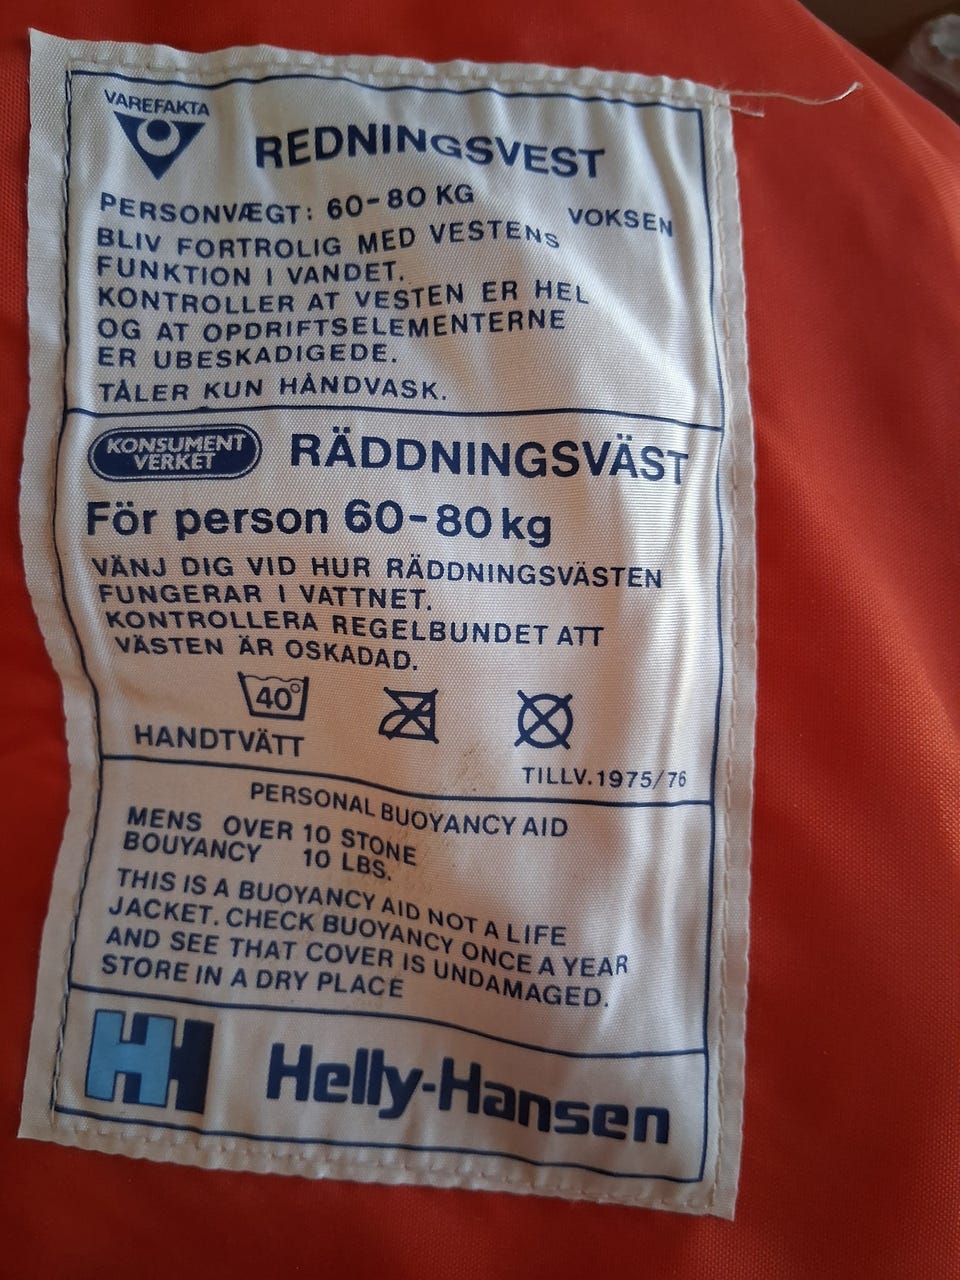 VAREFAKTA
REDNINGSVEST
PERSONVÆGT: 60-80 KG
VOKSEN
BLIV FORTROLIG MED VESTENS
FUNKTION I VANDET.
KONTROLLER AT VESTEN ER HEL
OG AT OPDRIFTSELEMENTERNE
ER UBESKADIGEDE.
TÅLER KUN HÅNDVASK.
KONSUMENT
VERKET
RÄDDNINGSVÄST
För person 60-80 kg
VÄNJ DIG VID HUR RÄDDNINGSVÄSTEN
FUNGERAR I VATTNET.
KONTROLLERA REGELBUNDET ATT
VÄSTEN ÄR OSKADAD.
40°
HANDTVÄTT
TILLV. 1975/76
PERSONAL BUOYANCY AID
MENS OVER 10 STONE
BOUYANCY 10 LBS.
THIS IS A BUOYANCY AID NOT A LIFE
JACKET. CHECK BUOYANCY ONCE A YEAR
AND SEE THAT COVER IS UNDAMAGED.
STORE IN A DRY PLACE
HH Helly-Hansen